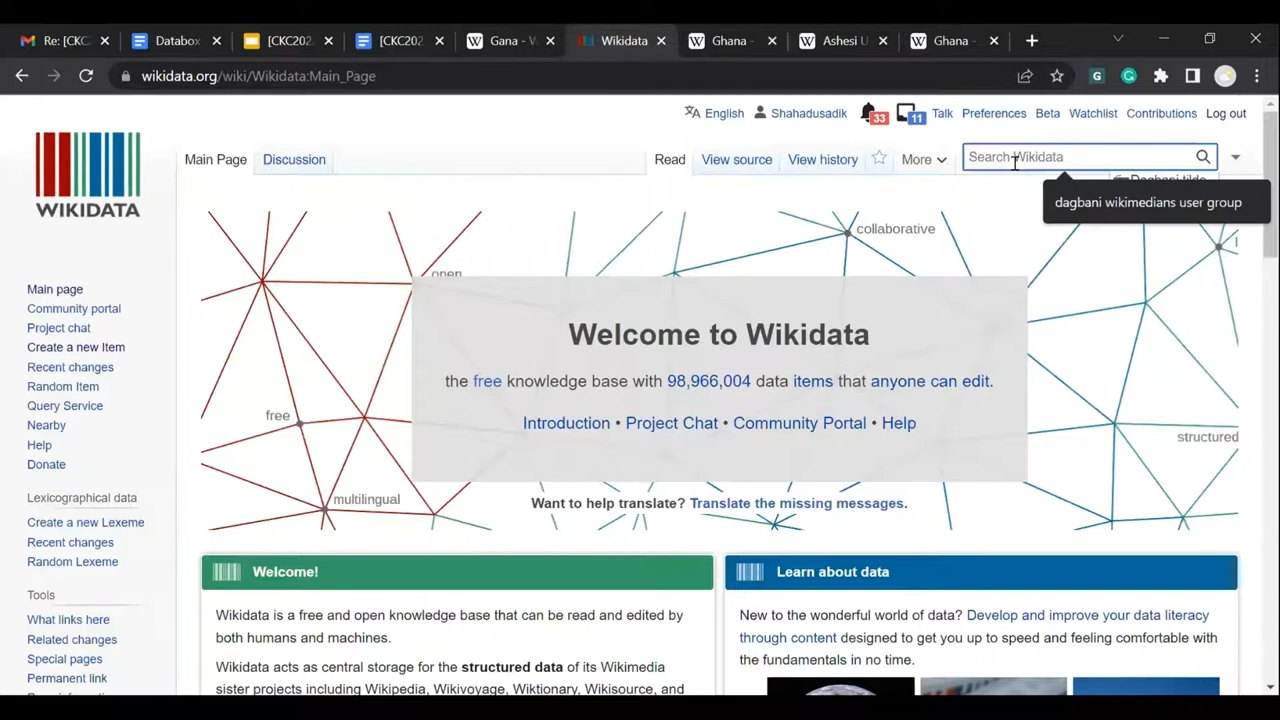 Re: [CKC
Databox
[CKC202
[CKC202
Gana - W
Wikidata
Ghana -
Ashesi U
Ghana -
wikidata.org/wiki/Wikidata:Main_Page
English
Shahadusadik
33
11
Talk
Preferences
Beta
Watchlist
Contributions
Log out
WIKIDATA
Main Page
Discussion
Read
View source
View history
More
Search Wikidata
dagbani wikimedians user group
collaborative
open
Welcome to Wikidata
the free knowledge base with 98,966,004 data items that anyone can edit.
Introduction • Project Chat • Community Portal • Help
free
structured
multilingual
Want to help translate? Translate the missing messages.
Main page
Community portal
Project chat
Create a new Item
Recent changes
Random Item
Query Service
Nearby
Help
Donate
Lexicographical data
Create a new Lexeme
Recent changes
Random Lexeme
Tools
What links here
Related changes
Special pages
Permanent link
Welcome!
Wikidata is a free and open knowledge base that can be read and edited by
both humans and machines.
Wikidata acts as central storage for the structured data of its Wikimedia
sister projects including Wikipedia, Wikivoyage, Wiktionary, Wikisource, and
Learn about data
New to the wonderful world of data? Develop and improve your data literacy
through content designed to get you up to speed and feeling comfortable with
the fundamentals in no time.